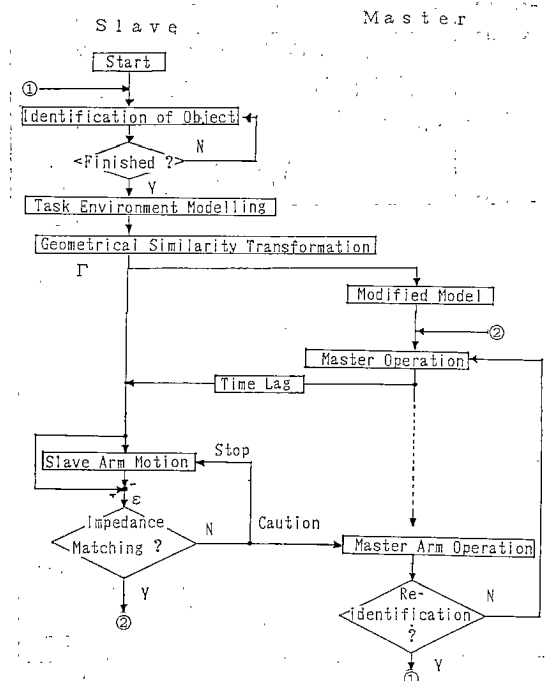 Slave
Master
Start
①
Identification of Object
N
<Finished ?>
Y
Task Environment Modelling
Geometrical Similarity Transformation
Γ
Modified Model
②
Master Operation
Time Lag
Stop
Slave Arm Motion
-
+
ε
Impedance
Matching ?
N
Caution
Master Arm Operation
Y
②
Re-
identification
?
N
Y
①